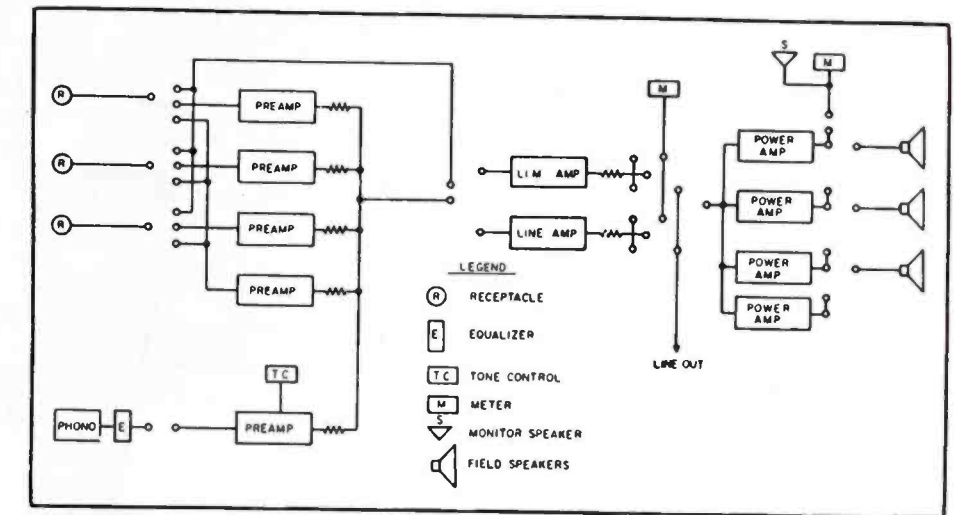 S
M
R
PREAMP
M
POWER
AMP
R
PREAMP
LIM AMP
POWER
AMP
R
PREAMP
LINE AMP
POWER
AMP
PREAMP
LEGEND
R RECEPTACLE
POWER
AMP
E EQUALIZER
LINE OUT
TC
TC TONE CONTROL
M METER
PHONO E
PREAMP
S
MONITOR SPEAKER
FIELD SPEAKERS